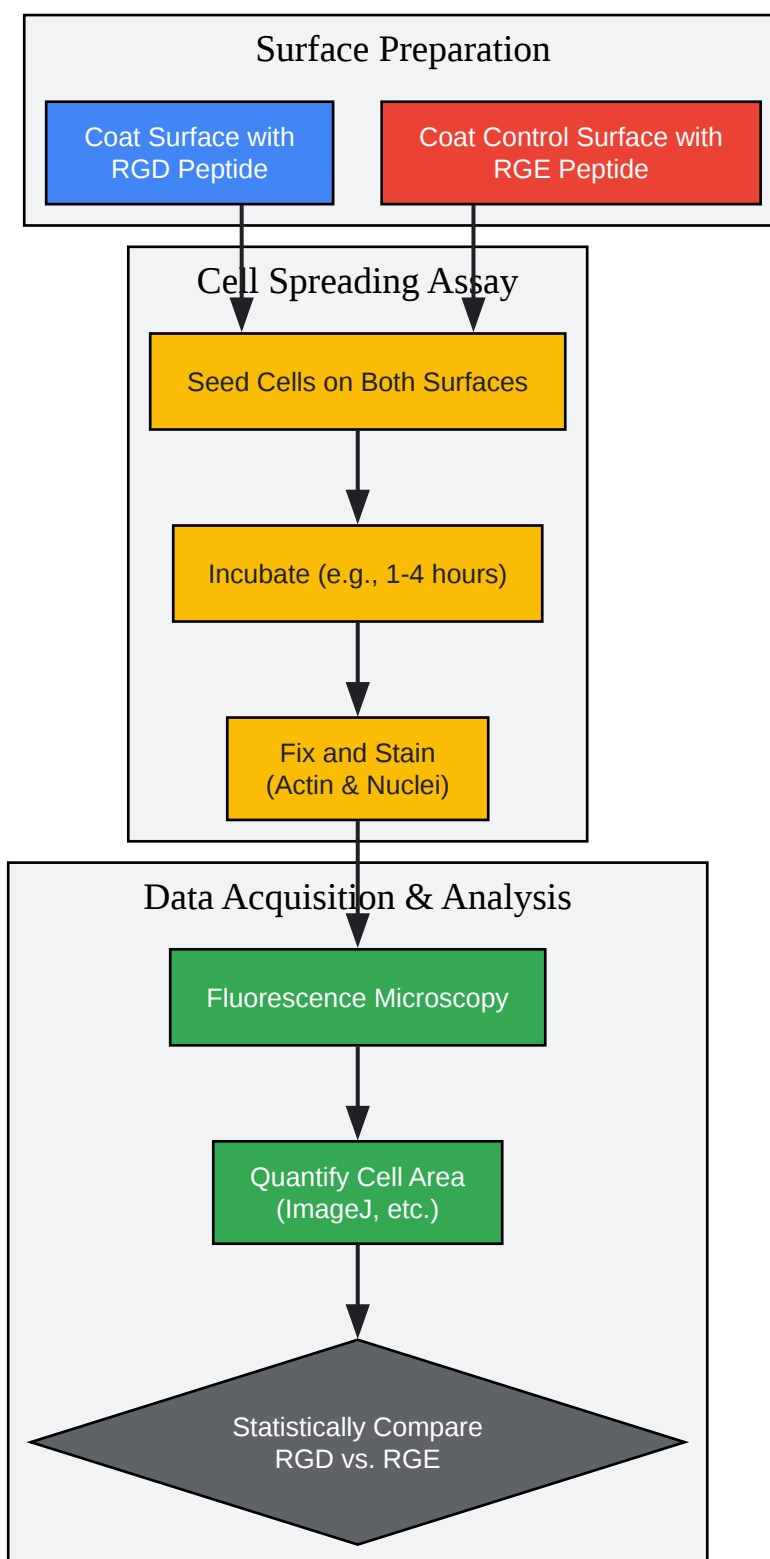 Surface Preparation
Coat Surface with
RGD Peptide
Coat Control Surface with
RGE Peptide
Cell Spreading Assay
Seed Cells on Both Surfaces
Incubate (e.g., 1-4 hours)
Fix and Stain
(Actin & Nuclei)
Data Acquisition & Analysis
Fluorescence Microscopy
Quantify Cell Area
(ImageJ, etc.)
Statistically Compare
RGD vs. RGE